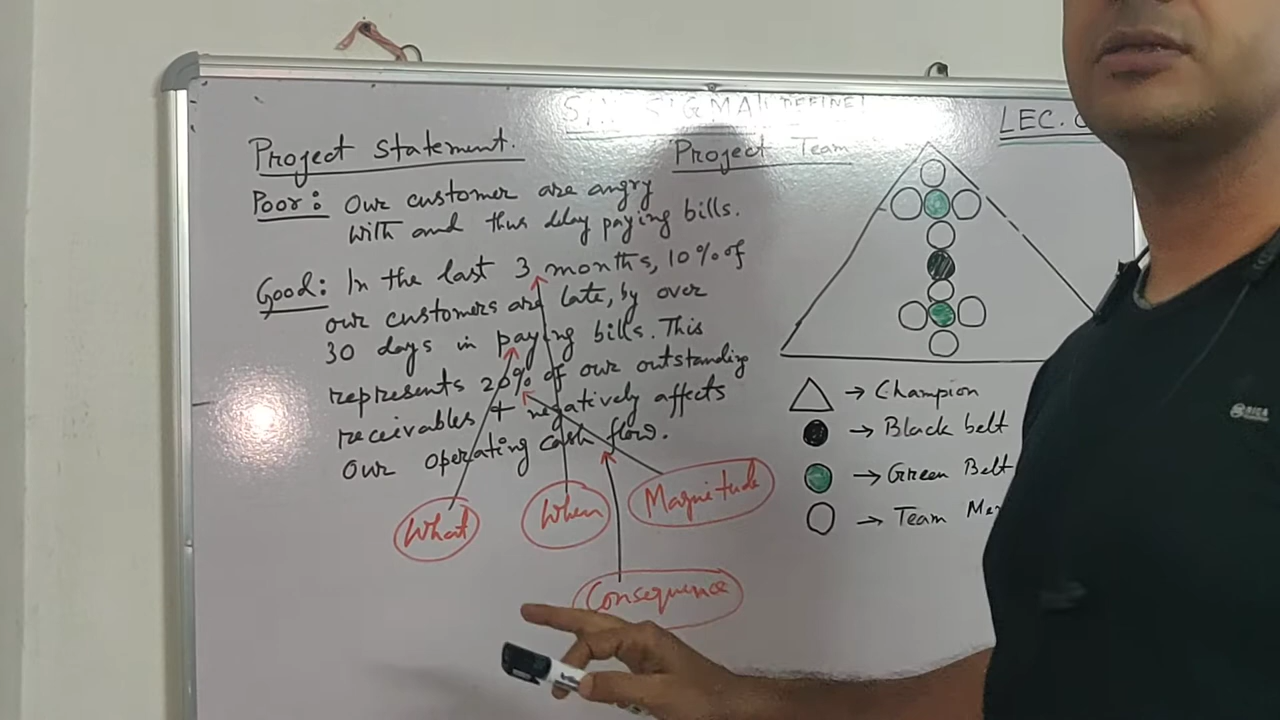 SIX SIGMA (DEFINE)
LEC.
Project Statement.
Poor: Our customer are angry
with and thus delay paying bills.
Good: In the last 3 months, 10% of
our customers are late, by over
30 days in paying bills. This
represents 20% of our outstanding
receivables + negatively affects
our operating cash flow.
What
When
Magnitude
Consequence
Project Team
→ Champion
→ Black belt
→ Green Belt
→ Team